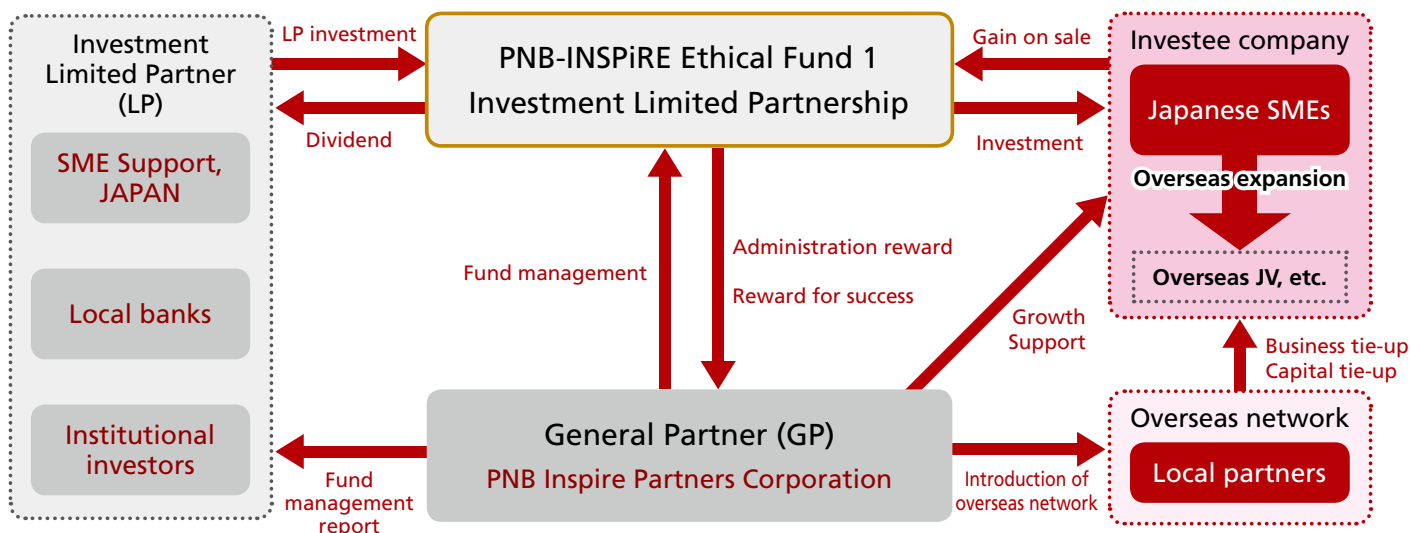 Investment
Limited Partner
(LP)
SME Support,
JAPAN
Local banks
Institutional
investors
LP investment
Dividend
PNB-INSPiRE Ethical Fund 1
Investment Limited Partnership
Gain on sale
Investment
Investee company
Japanese SMEs
Overseas expansion
Overseas JV, etc.
Fund management
Administration reward
Reward for success
Growth
Support
Business tie-up
Capital tie-up
General Partner (GP)
PNB Inspire Partners Corporation
Fund
management
report
Introduction of
overseas network
Overseas network
Local partners